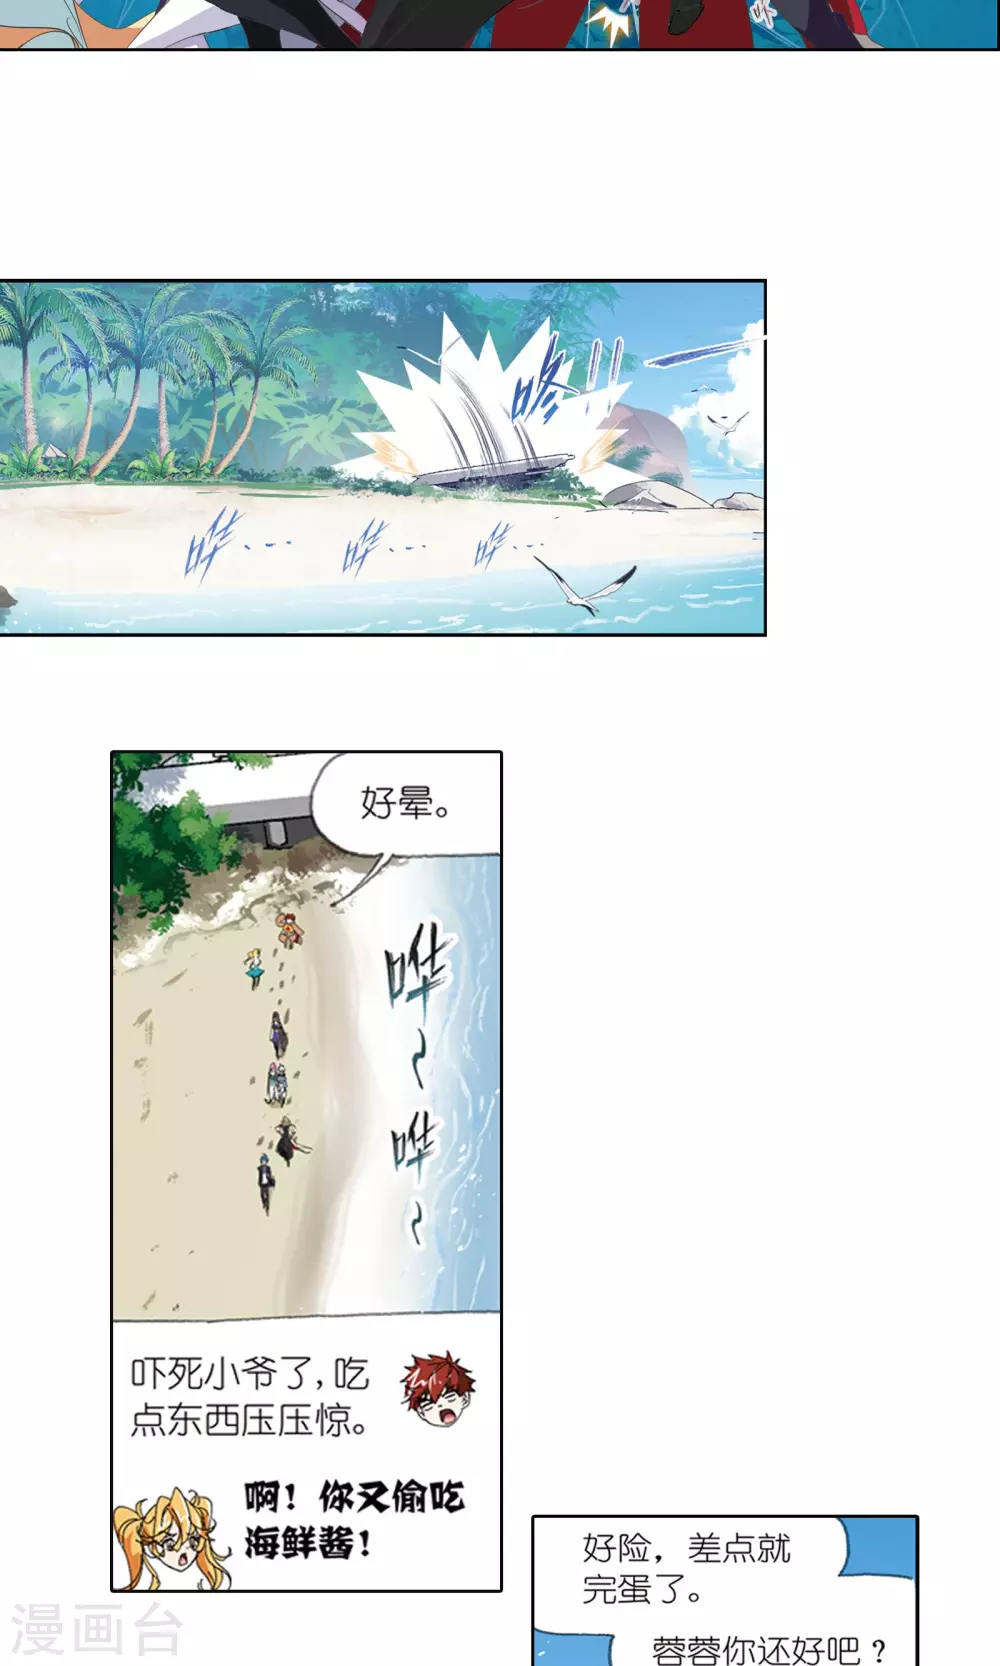 咚
哗…
哗…
哗…
好晕。
哗~
哗~
吓死小爷了，吃
点东西压压惊。
啊！你又偷吃
海鲜酱！
好险，差点就
完蛋了。
蓉蓉你还好吧？
漫画台